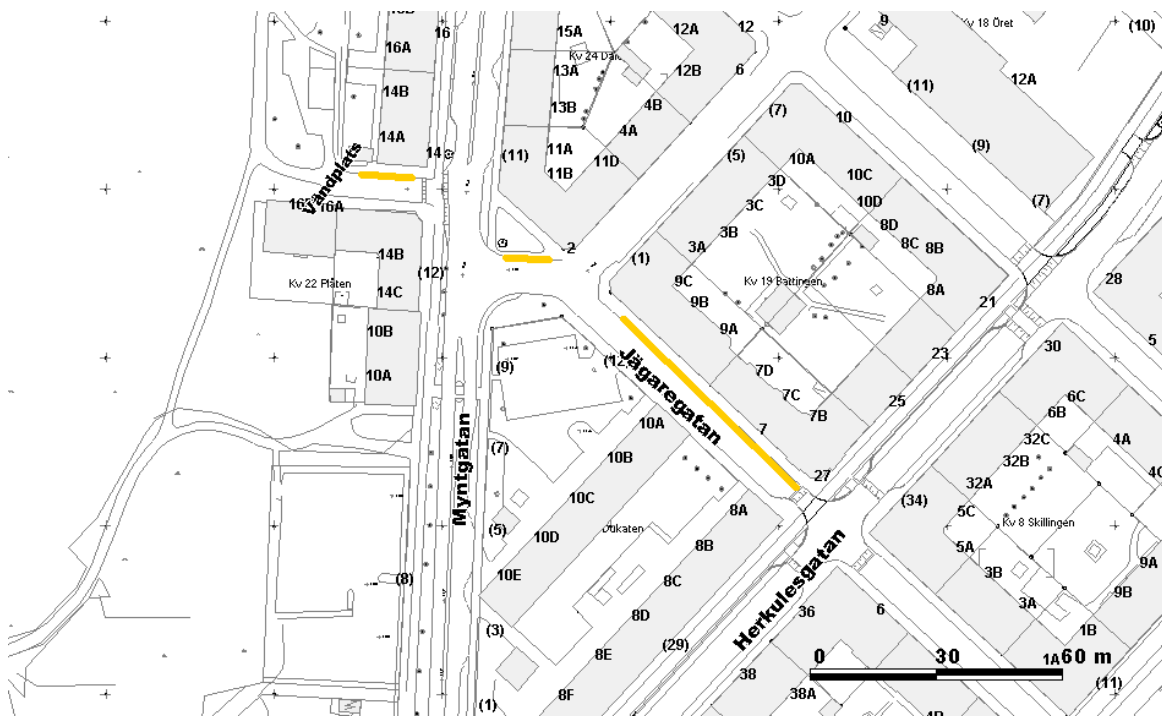 16
(10)
9
Kv 18 Öret
12A
15A
12
16A
13A
12B
6
12A
14B
13B
4B
(11)
(7)
10
4A
14A
11A
14
(11)
11D
(5)
(9)
11B
10A
10C
Vändplats
3D
10D
(7)
16A
3C
8D
3B
8C
8B
2
3A
14B
(1)
(12)
9C
Kv 19 Bättingen
28
Kv 22 Plåten
14C
9B
8A
21
10B
9A
5
30
23
(9)
Jägaregatan
7D
10A
7C
25
6C
7B
6B
10A
7
32C
4A
Myntgatan
(7)
10B
32B
27
32A
10C
(34)
5C
8A
Kv 8 Skillingen
(5)
10D
Dukaten
8B
5A
9A
Herkulesgatan
3B
10E
8C
(8)
9B
3A
8D
36
6
(3)
1B
8E
(29)
0 30 60 m
1A
38
(11)
8F
38A
(1)